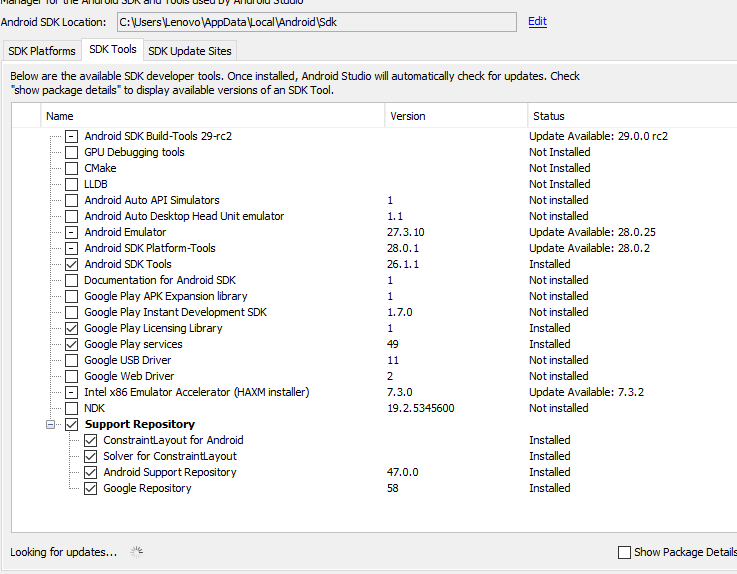 Manager for the Android SDK and Tools used by Android Studio
Android SDK Location: C:\Users\Lenovo\AppData\Local\Android\Sdk Edit
SDK Platforms SDK Tools SDK Update Sites
Below are the available SDK developer tools. Once installed, Android Studio will automatically check for updates. Check
"show package details" to display available versions of an SDK Tool.
Name Version Status
Android SDK Build-Tools 29-rc2 Update Available: 29.0.0 rc2
GPU Debugging tools Not Installed
CMake Not Installed
LLDB Not Installed
Android Auto API Simulators 1 Not installed
Android Auto Desktop Head Unit emulator 1.1 Not installed
Android Emulator 27.3.10 Update Available: 28.0.25
Android SDK Platform-Tools 28.0.1 Update Available: 28.0.2
Android SDK Tools 26.1.1 Installed
Documentation for Android SDK 1 Not installed
Google Play APK Expansion library 1 Not installed
Google Play Instant Development SDK 1.7.0 Not installed
Google Play Licensing Library 1 Installed
Google Play services 49 Installed
Google USB Driver 11 Not installed
Google Web Driver 2 Not installed
Intel x86 Emulator Accelerator (HAXM installer) 7.3.0 Update Available: 7.3.2
NDK 19.2.5345600 Not installed
Support Repository
ConstraintLayout for Android Installed
Solver for ConstraintLayout Installed
Android Support Repository 47.0.0 Installed
Google Repository 58 Installed
Looking for updates... Show Package Details